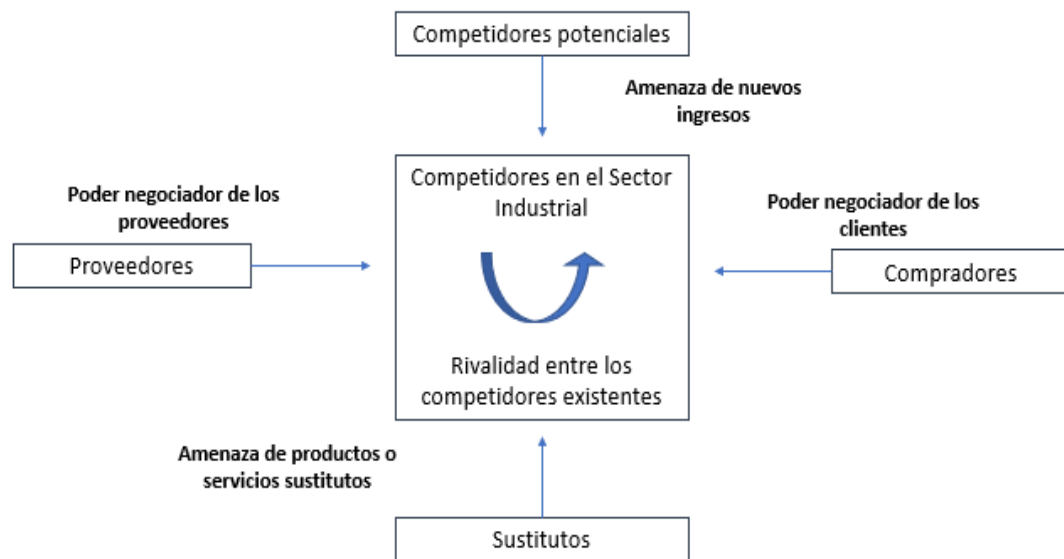 Competidores potenciales
Amenaza de nuevos
ingresos
Competidores en el Sector
Industrial
Poder negociador de los
proveedores
Proveedores
Poder negociador de los
clientes
Compradores
Rivalidad entre los
competidores existentes
Amenaza de productos o
servicios sustitutos
Sustitutos